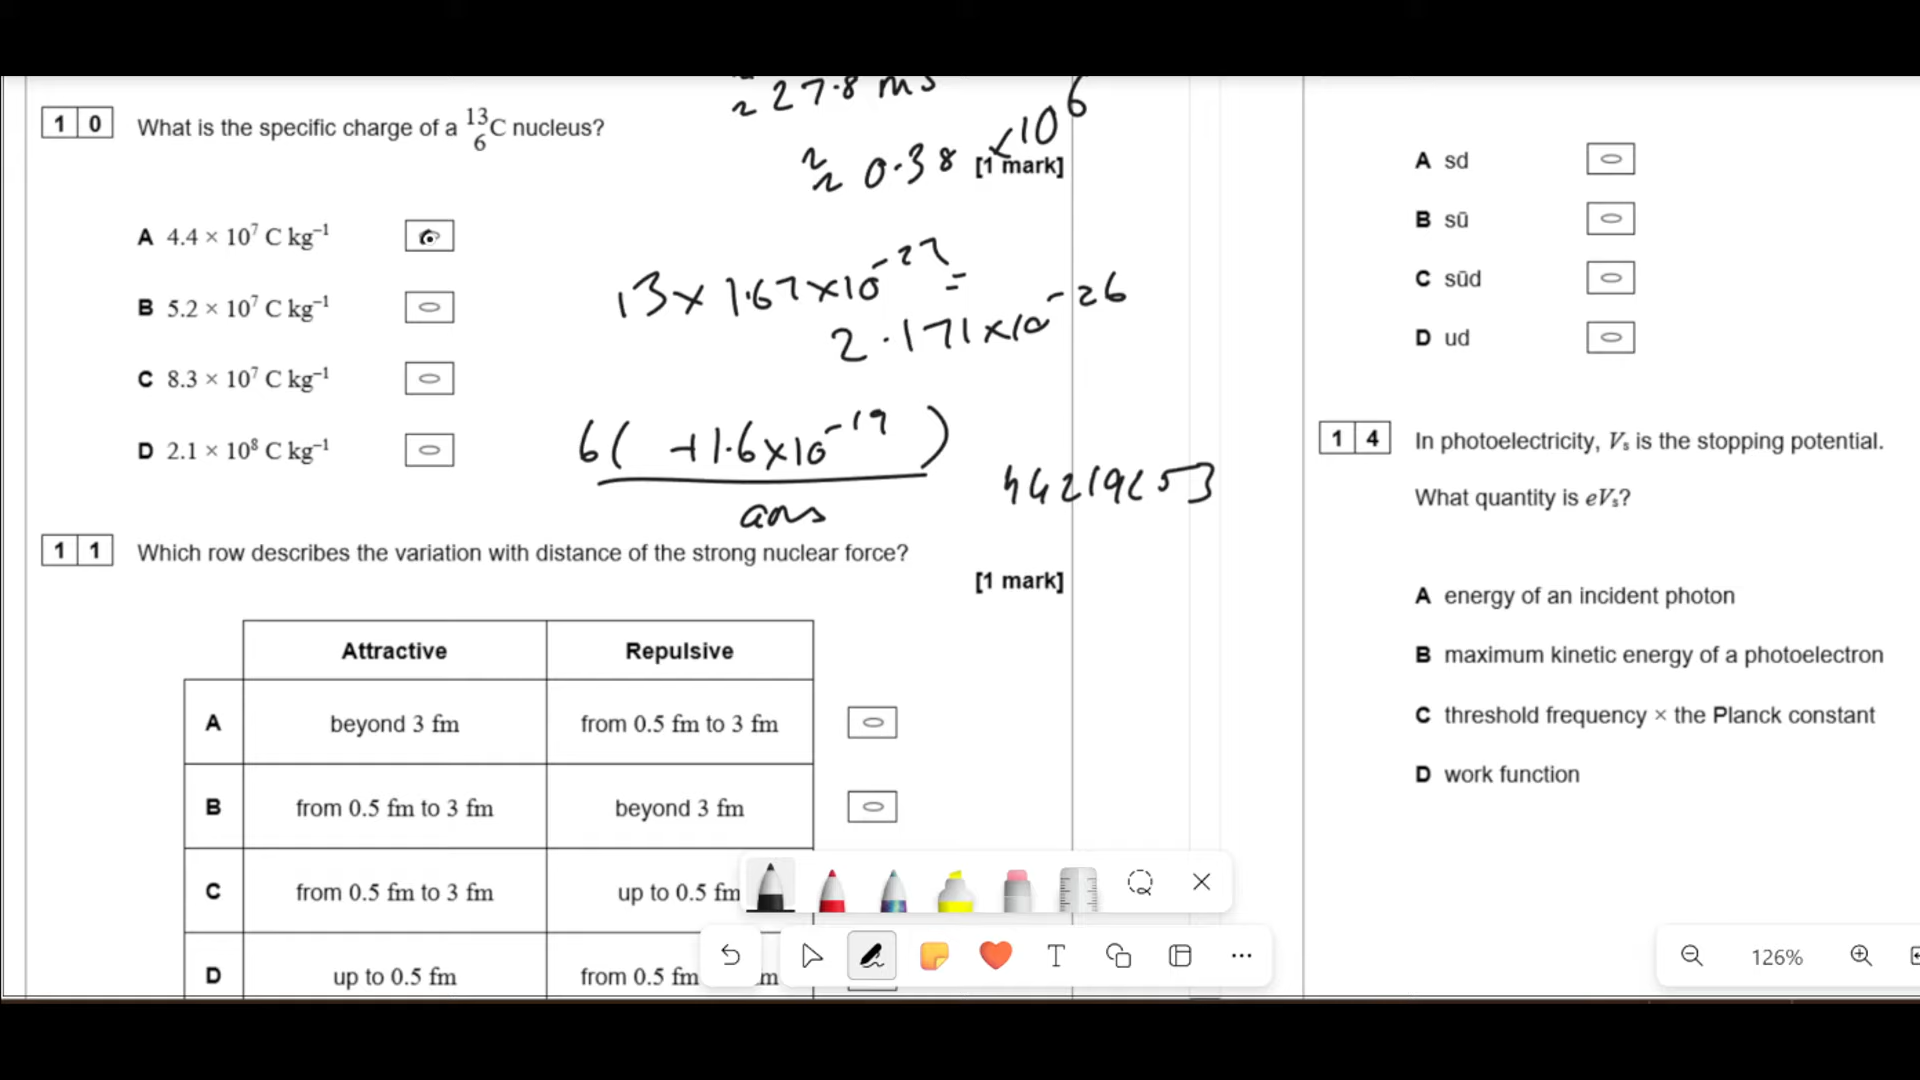 ≈ 27.8 ms
1 0 What is the specific charge of a ¹³₆C nucleus?
≈ 0.38 ×10⁶
[1 mark]
A 4.4 × 10⁷ C kg⁻¹
B 5.2 × 10⁷ C kg⁻¹
C 8.3 × 10⁷ C kg⁻¹
D 2.1 × 10⁸ C kg⁻¹
13 × 1.67 × 10⁻²⁷ =
2.171 × 10⁻²⁶
6( +1.6 × 10⁻¹⁹ )
ans
1 1 Which row describes the variation with distance of the strong nuclear force?
[1 mark]
Attractive Repulsive
A beyond 3 fm from 0.5 fm to 3 fm
B from 0.5 fm to 3 fm beyond 3 fm
C from 0.5 fm to 3 fm up to 0.5 fm
D up to 0.5 fm from 0.5 fm
A sd
B sū
C sūd
D ud
1 4 In photoelectricity, Vₛ is the stopping potential.
What quantity is eVₛ?
A energy of an incident photon
B maximum kinetic energy of a photoelectron
C threshold frequency × the Planck constant
D work function
T
126%